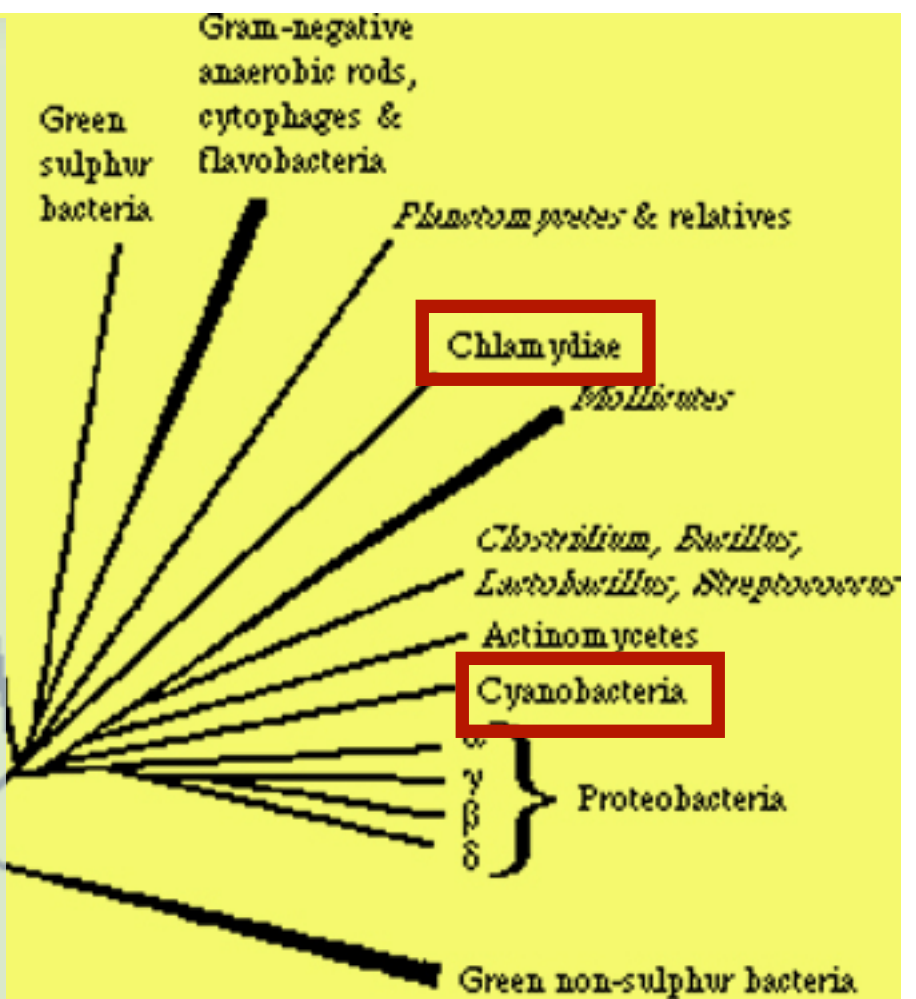 Gram-negative
anaerobic rods,
cytophages &
flavobacteria
Green
sulphur
bacteria
Planctomycetes & relatives
Chlamydiae
Mollicutes
Clostridium, Bacillus,
Lactobacillus, Streptococcus
Actinomycetes
Cyanobacteria
α
γ
β
δ
Proteobacteria
Green non-sulphur bacteria